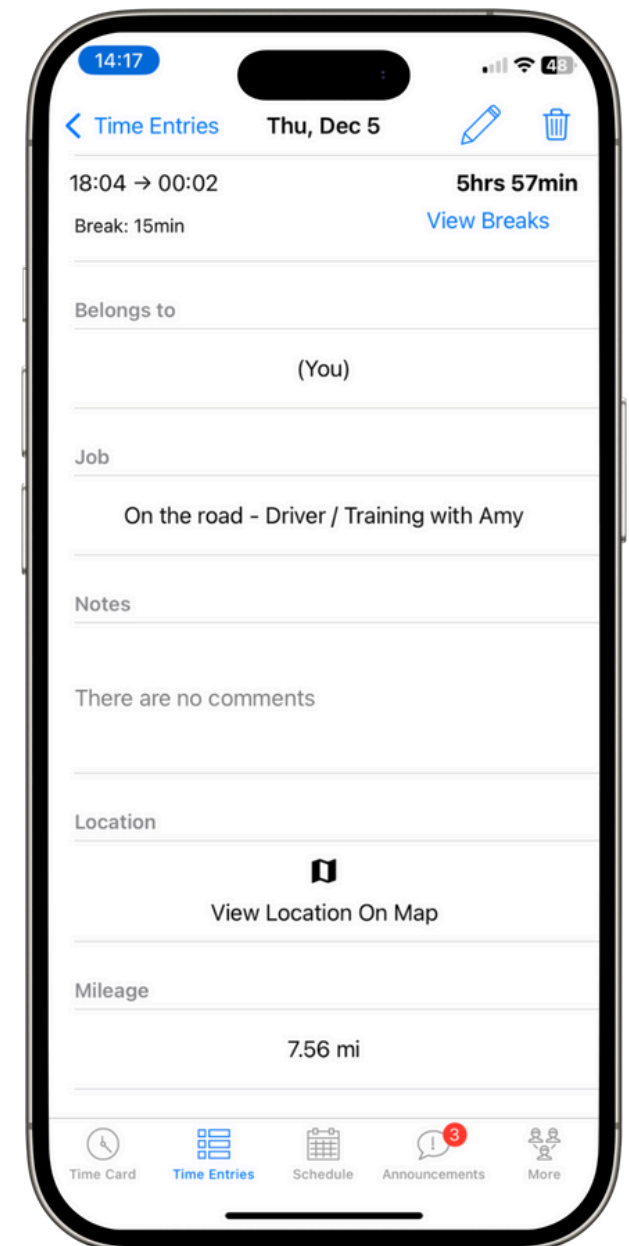 14:17
48
Time Entries
Thu, Dec 5
18:04 → 00:02
5hrs 57min
Break: 15min
View Breaks
Belongs to
(You)
Job
On the road - Driver / Training with Amy
Notes
There are no comments
Location
View Location On Map
Mileage
7.56 mi
3
Time Card
Time Entries
Schedule
Announcements
More